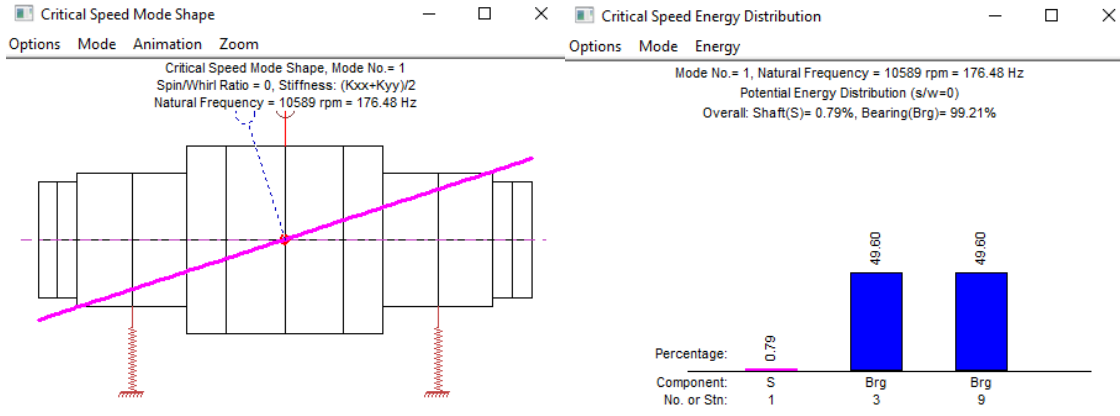 Critical Speed Mode Shape
Options Mode Animation Zoom
Critical Speed Mode Shape, Mode No.= 1
Spin/Whirl Ratio = 0, Stiffness: (Kxx+Kyy)/2
Natural Frequency = 10589 rpm = 176.48 Hz
Critical Speed Energy Distribution
Options Mode Energy
Mode No.= 1, Natural Frequency = 10589 rpm = 176.48 Hz
Potential Energy Distribution (s/w=0)
Overall: Shaft(S)= 0.79%, Bearing(Brg)= 99.21%
49.60 49.60
Percentage: 0.79
Component: S Brg Brg
No. or Stn: 1 3 9